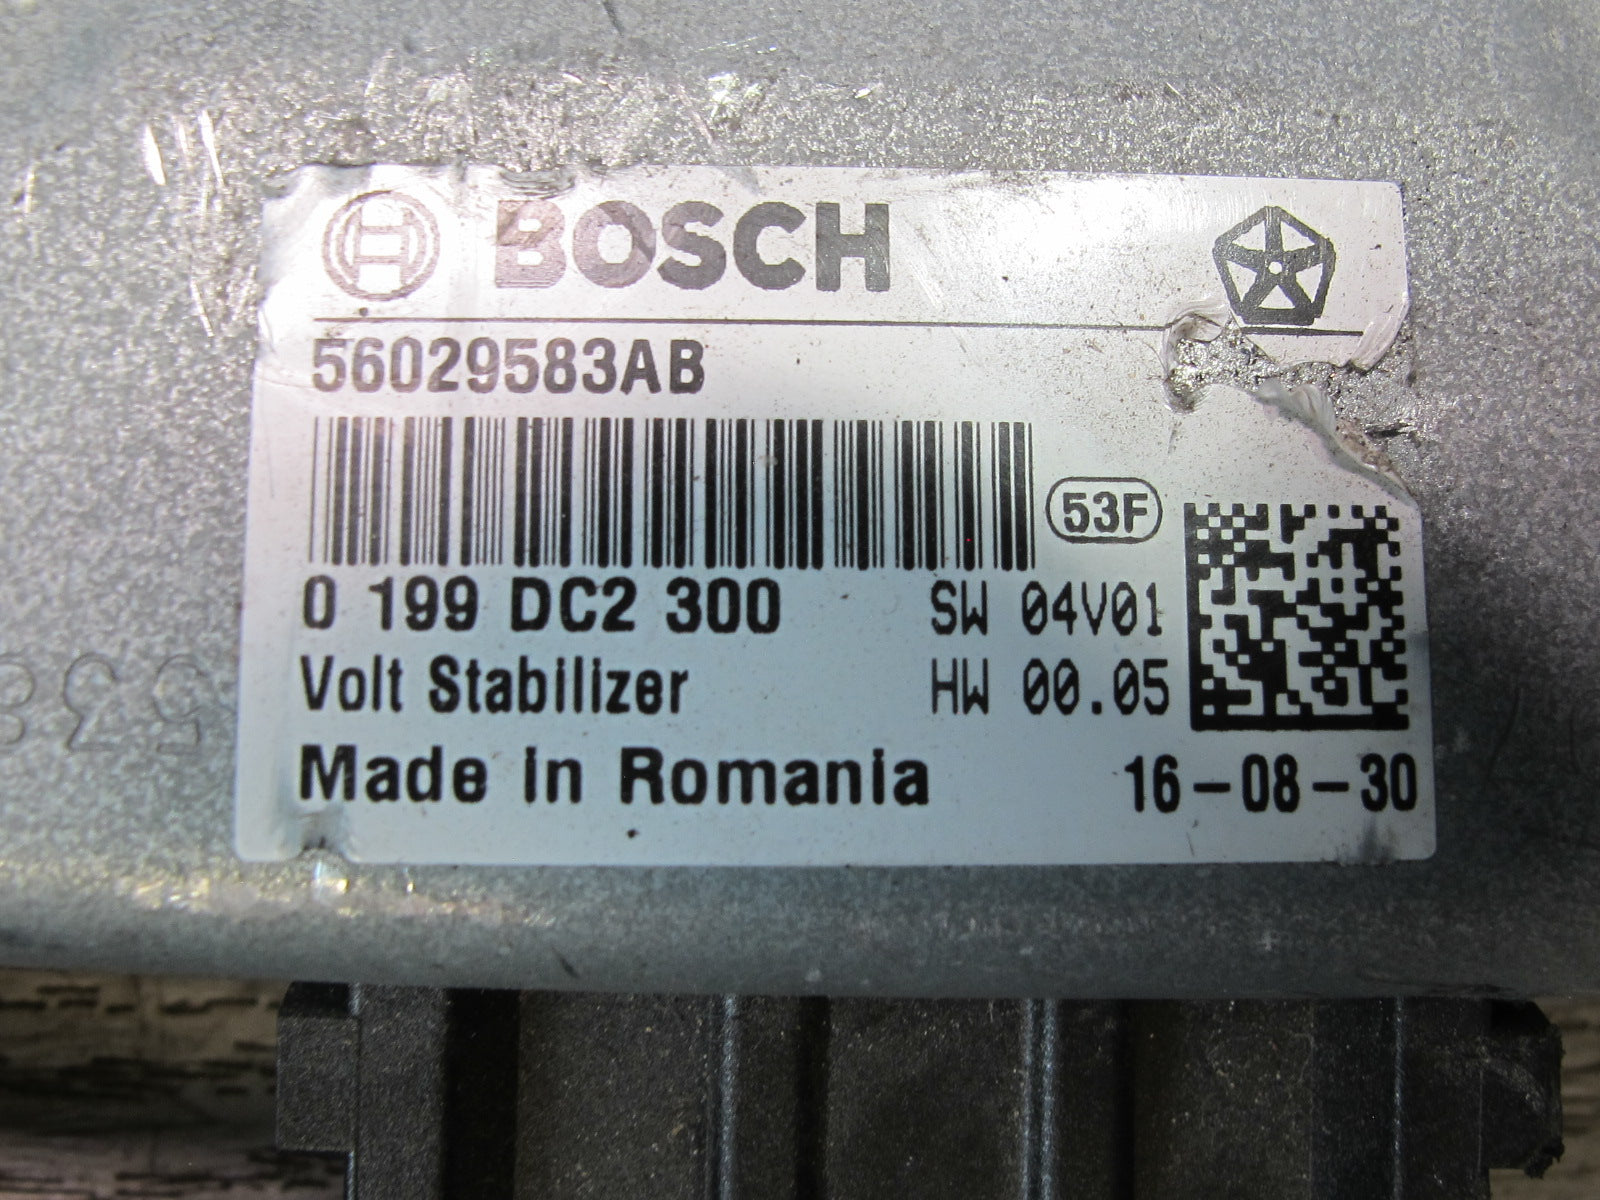 BOSCH
56029583AB
53F
0 199 DC2 300 SW 04V01
Volt Stabilizer HW 00.05
Made in Romania 16-08-30